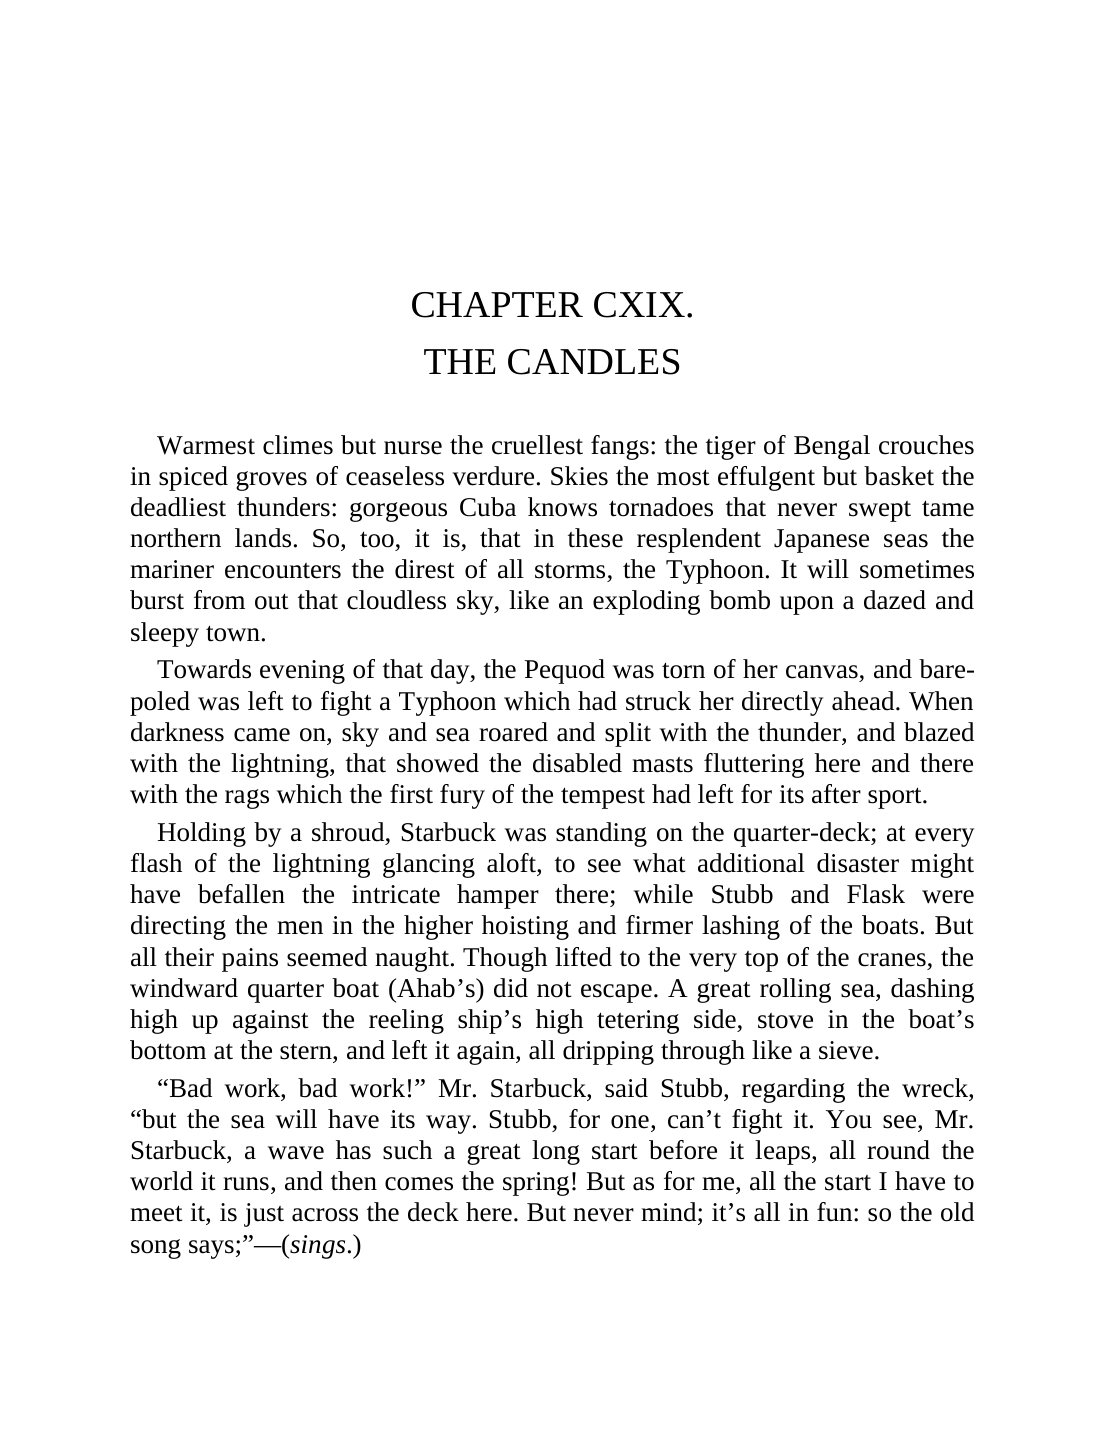 CHAPTER CXIX.
THE CANDLES
Warmest climes but nurse the cruellest fangs: the tiger of Bengal crouches
in spiced groves of ceaseless verdure. Skies the most effulgent but basket the
deadliest thunders: gorgeous Cuba knows tornadoes that never swept tame
northern lands. So, too, it is, that in these resplendent Japanese seas the
mariner encounters the direst of all storms, the Typhoon. It will sometimes
burst from out that cloudless sky, like an exploding bomb upon a dazed and
sleepy town.
Towards evening of that day, the Pequod was torn of her canvas, and bare-
poled was left to fight a Typhoon which had struck her directly ahead. When
darkness came on, sky and sea roared and split with the thunder, and blazed
with the lightning, that showed the disabled masts fluttering here and there
with the rags which the first fury of the tempest had left for its after sport.
Holding by a shroud, Starbuck was standing on the quarter-deck; at every
flash of the lightning glancing aloft, to see what additional disaster might
have befallen the intricate hamper there; while Stubb and Flask were
directing the men in the higher hoisting and firmer lashing of the boats. But
all their pains seemed naught. Though lifted to the very top of the cranes, the
windward quarter boat (Ahab’s) did not escape. A great rolling sea, dashing
high up against the reeling ship’s high tetering side, stove in the boat’s
bottom at the stern, and left it again, all dripping through like a sieve.
“Bad work, bad work!” Mr. Starbuck, said Stubb, regarding the wreck,
“but the sea will have its way. Stubb, for one, can’t fight it. You see, Mr.
Starbuck, a wave has such a great long start before it leaps, all round the
world it runs, and then comes the spring! But as for me, all the start I have to
meet it, is just across the deck here. But never mind; it’s all in fun: so the old
song says;”—(sings.)